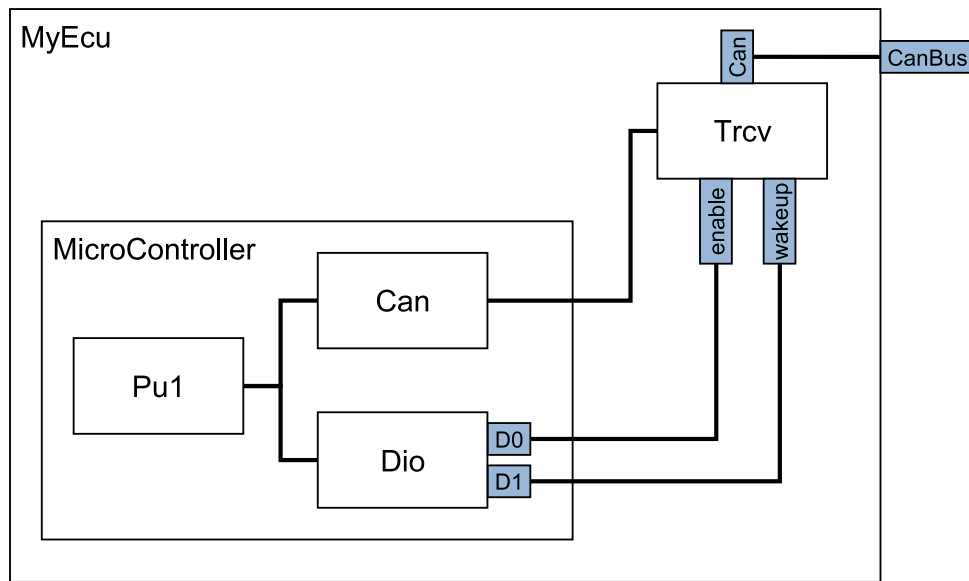 MyEcu
Can
CanBus
Trcv
enable
wakeup
MicroController
Can
Pu1
Dio
D0
D1